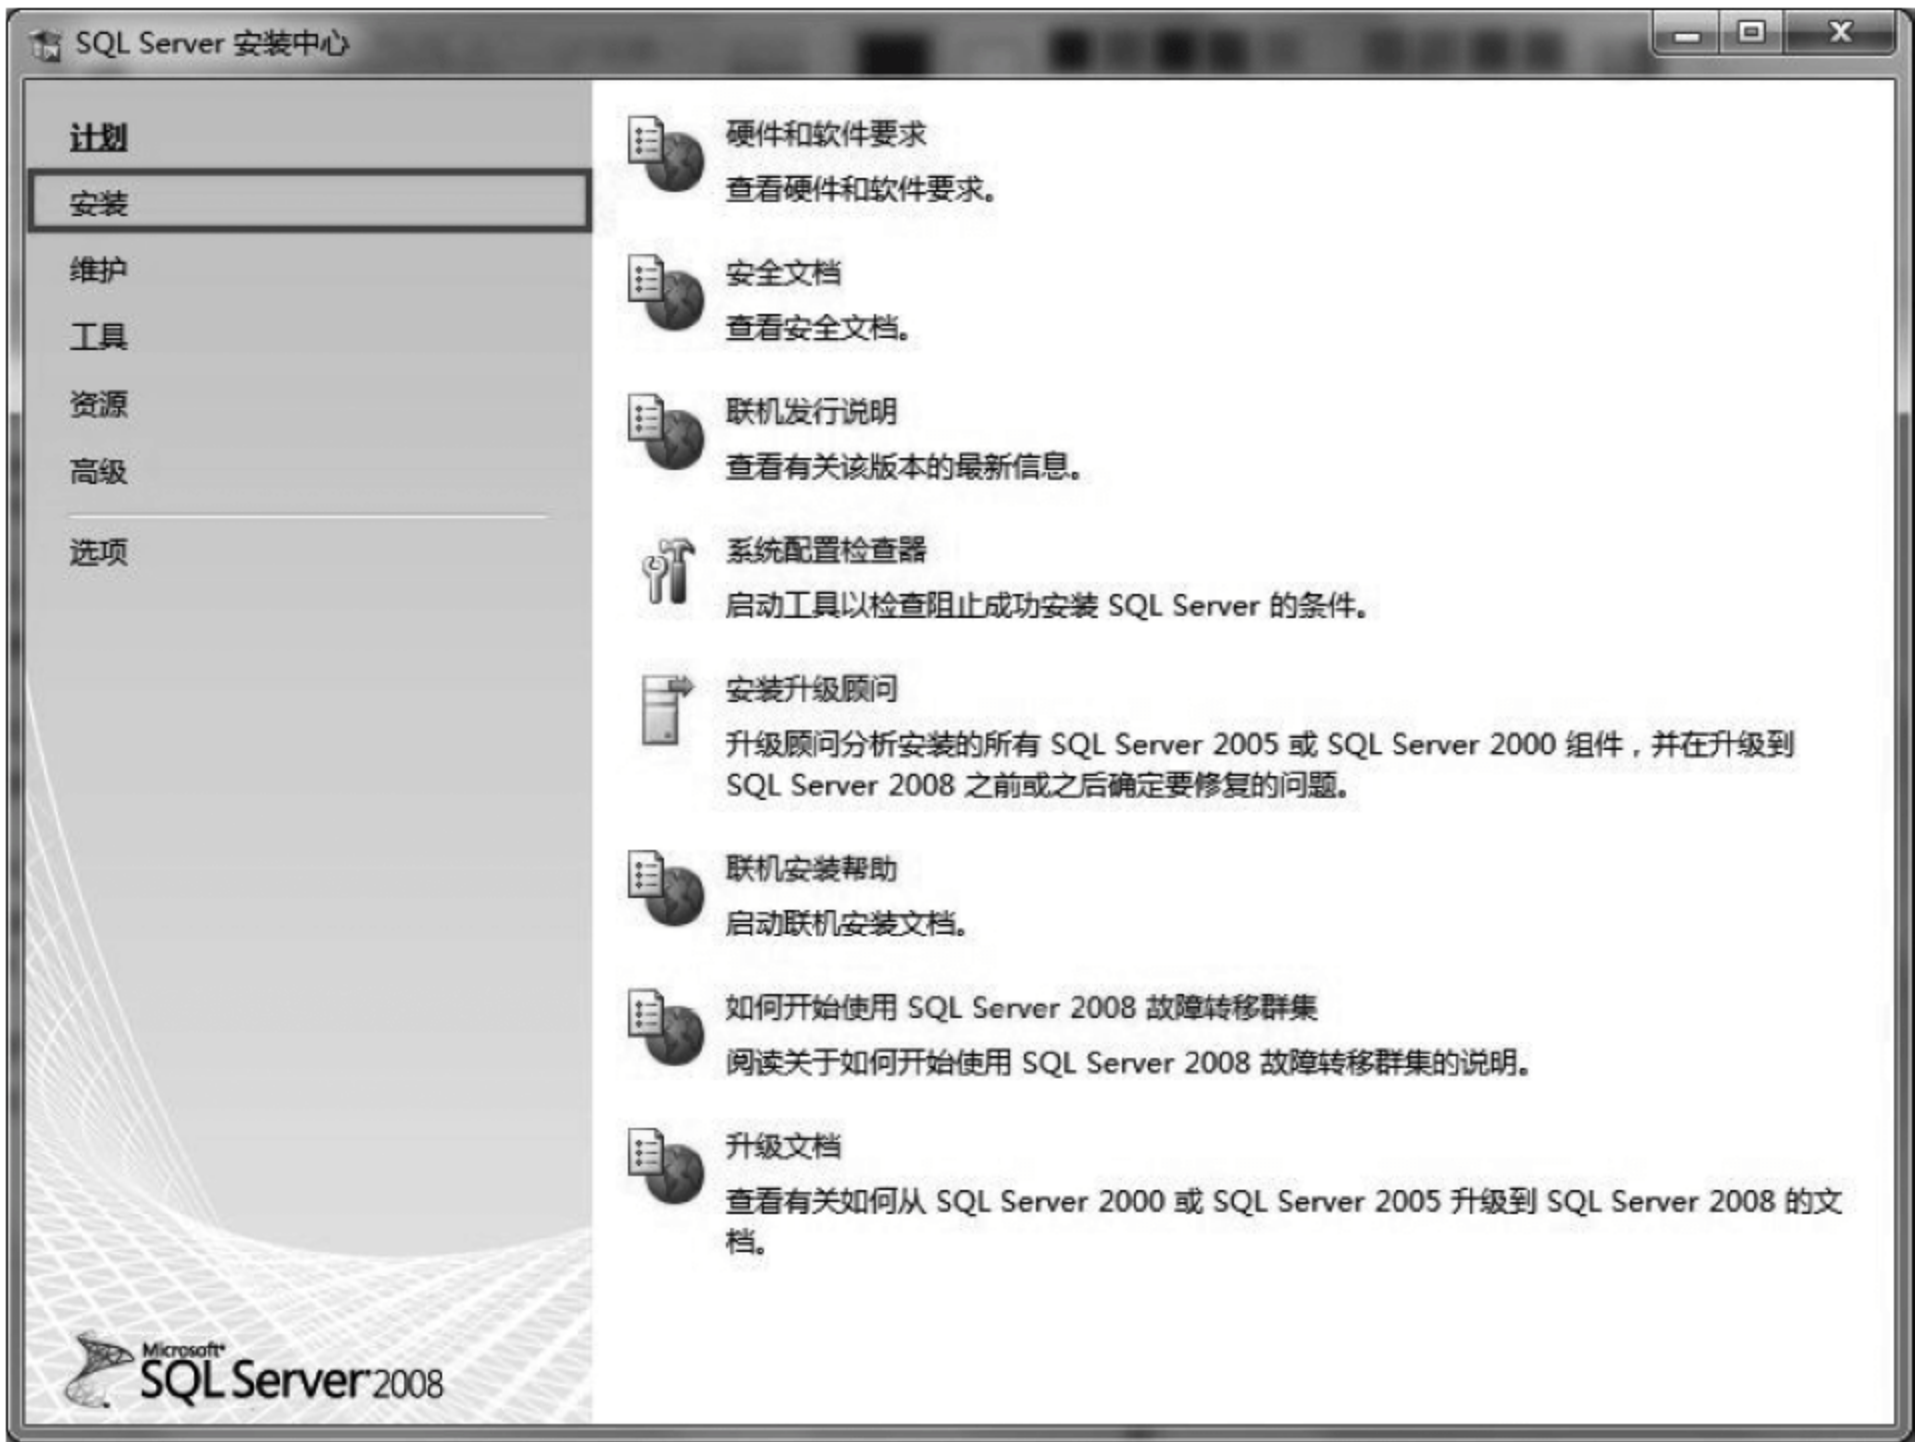 SQL Server 安装中心
计划
安装
维护
工具
资源
高级
选项
硬件和软件要求
查看硬件和软件要求。
安全文档
查看安全文档。
联机发行说明
查看有关该版本的最新信息。
系统配置检查器
启动工具以检查阻止成功安装 SQL Server 的条件。
安装升级顾问
升级顾问分析安装的所有 SQL Server 2005 或 SQL Server 2000 组件，并在升级到
SQL Server 2008 之前或之后确定要修复的问题。
联机安装帮助
启动联机安装文档。
如何开始使用 SQL Server 2008 故障转移群集
阅读关于如何开始使用 SQL Server 2008 故障转移群集的说明。
升级文档
查看有关如何从 SQL Server 2000 或 SQL Server 2005 升级到 SQL Server 2008 的文
档。
Microsoft
SQL Server 2008